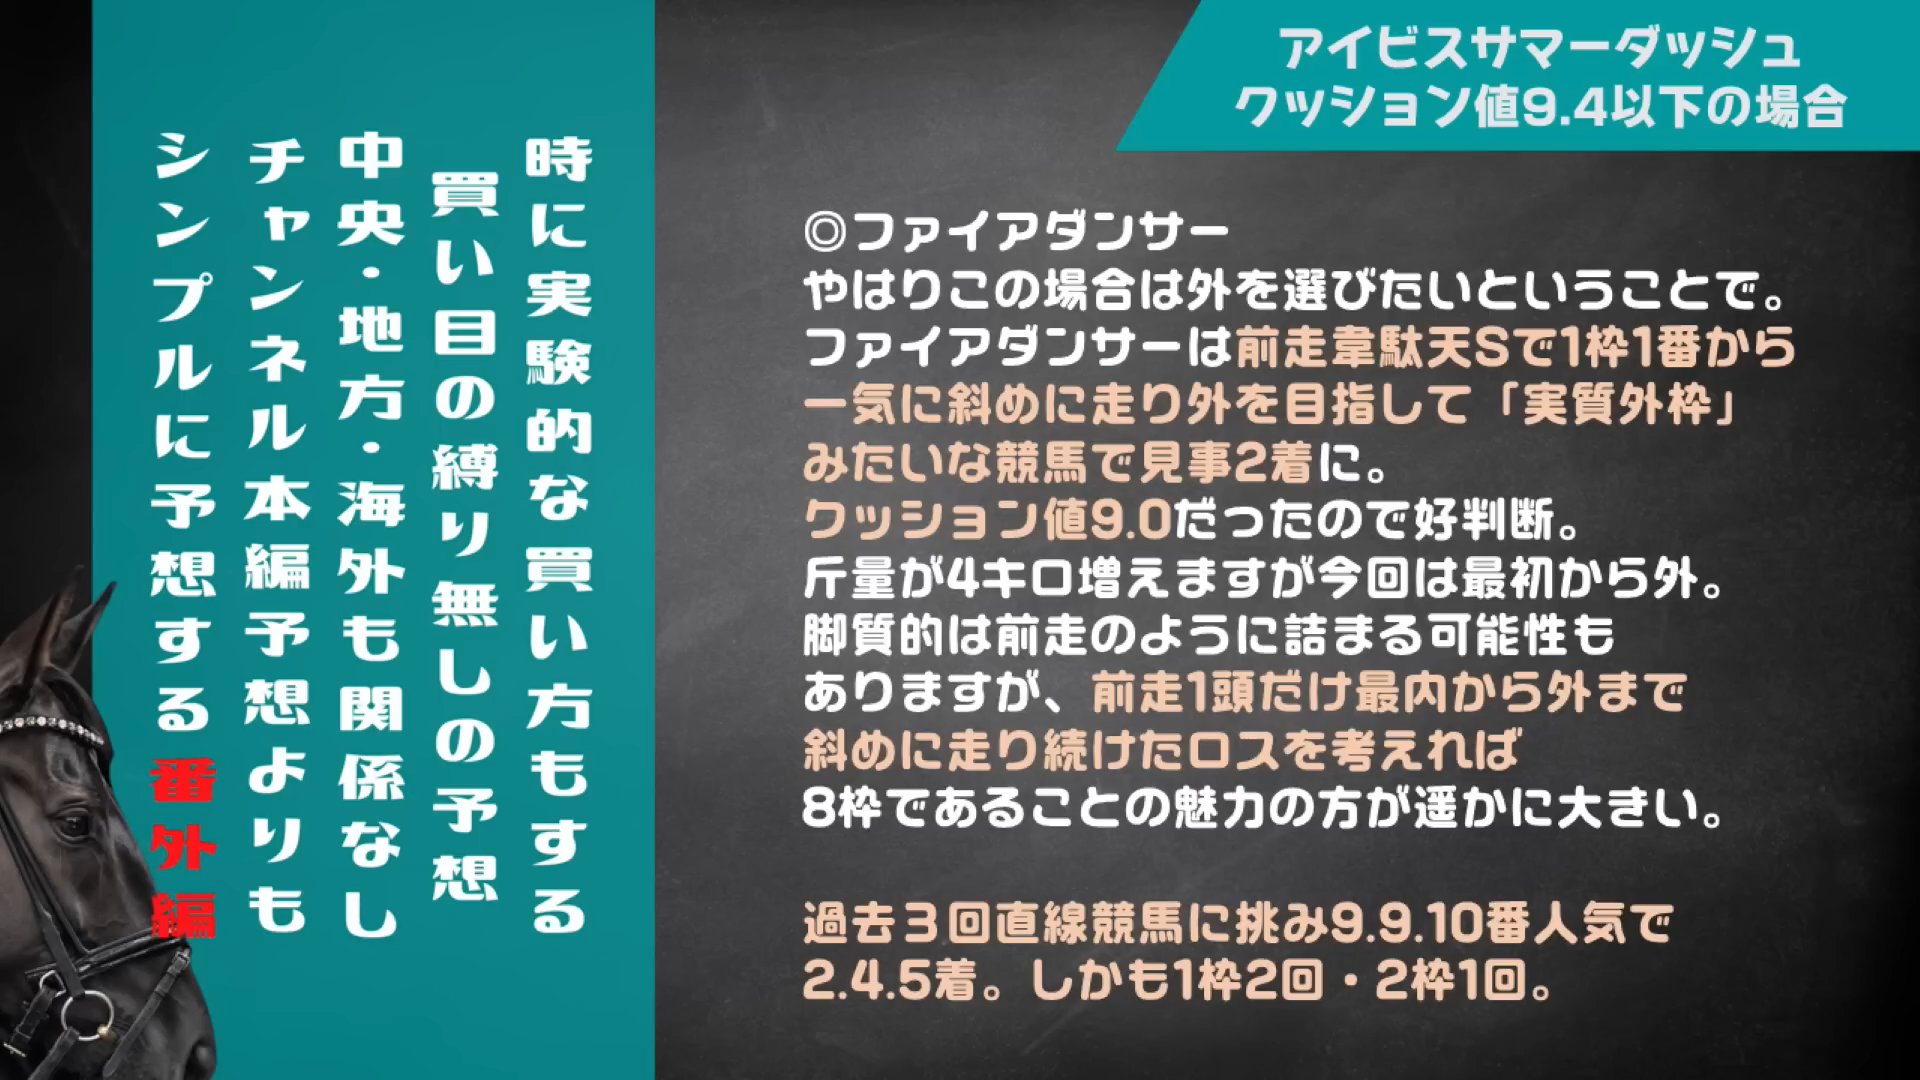 アイビスサマーダッシュ
クッション値9.4以下の場合
時に実験的な買い方もする
買い目の縛り無しの予想
中央・地方・海外も関係なし
チャンネル本編予想よりも
シンプルに予想する番外編
◎ファイアダンサー
やはりこの場合は外を選びたいということで。
ファイアダンサーは前走韋駄天Sで1枠1番から
一気に斜めに走り外を目指して「実質外枠」
みたいな競馬で見事2着に。
クッション値9.0だったので好判断。
斤量が4キロ増えますが今回は最初から外。
脚質的は前走のように詰まる可能性も
ありますが、前走1頭だけ最内から外まで
斜めに走り続けたロスを考えれば
8枠であることの魅力の方が遥かに大きい。
過去３回直線競馬に挑み9.9.10番人気で
2.4.5着。しかも1枠2回・2枠1回。